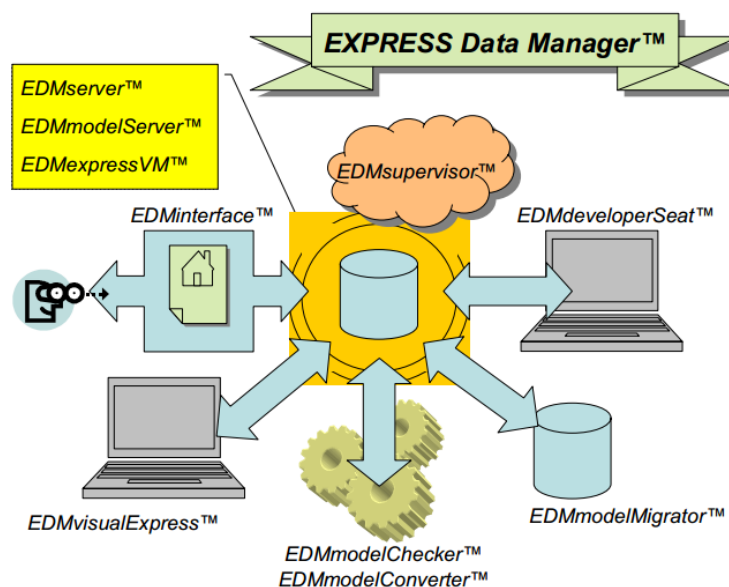 EXPRESS Data Manager™
EDMserver™
EDMmodelServer™
EDMexpressVM™
EDMsupervisor™
EDMinterface™
EDMdeveloperSeat™
EDMvisualExpress™
EDMmodelMigrator™
EDMmodelChecker™
EDMmodelConverter™